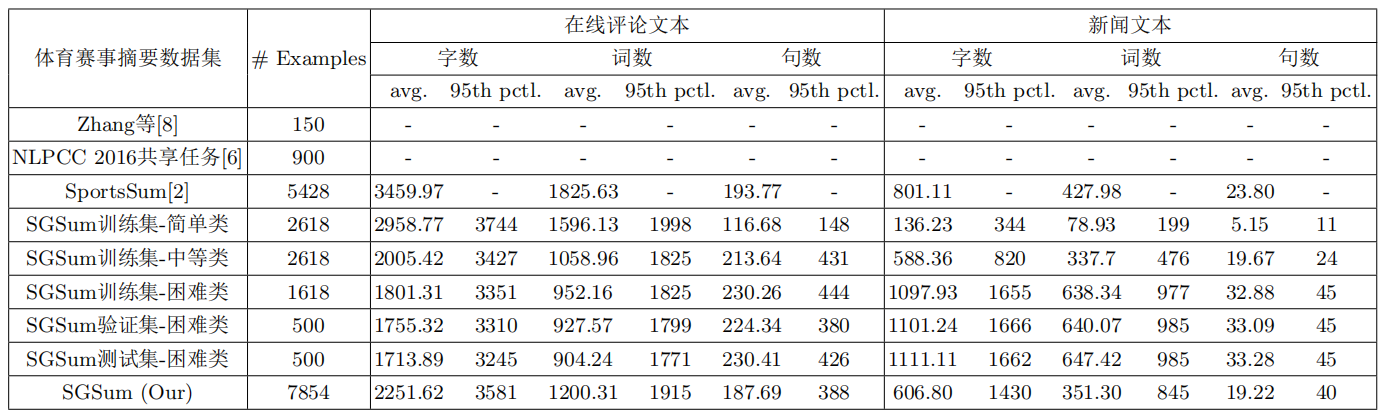 在线评论文本 新闻文本
体育赛事摘要数据集 # Examples 字数 词数 句数 字数 词数 句数
avg. 95th pctl. avg. 95th pctl. avg. 95th pctl. avg. 95th pctl. avg. 95th pctl. avg. 95th pctl.
Zhang等[8] 150 - - - - - - - - - - - -
NLPCC 2016共享任务[6] 900 - - - - - - - - - - - -
SportsSum[2] 5428 3459.97 - 1825.63 - 193.77 - 801.11 - 427.98 - 23.80 -
SGSum训练集-简单类 2618 2958.77 3744 1596.13 1998 116.68 148 136.23 344 78.93 199 5.15 11
SGSum训练集-中等类 2618 2005.42 3427 1058.96 1825 213.64 431 588.36 820 337.7 476 19.67 24
SGSum训练集-困难类 1618 1801.31 3351 952.16 1825 230.26 444 1097.93 1655 638.34 977 32.88 45
SGSum验证集-困难类 500 1755.32 3310 927.57 1799 224.34 380 1101.24 1666 640.07 985 33.09 45
SGSum测试集-困难类 500 1713.89 3245 904.24 1771 230.41 426 1111.11 1662 647.42 985 33.28 45
SGSum (Our) 7854 2251.62 3581 1200.31 1915 187.69 388 606.80 1430 351.30 845 19.22 40